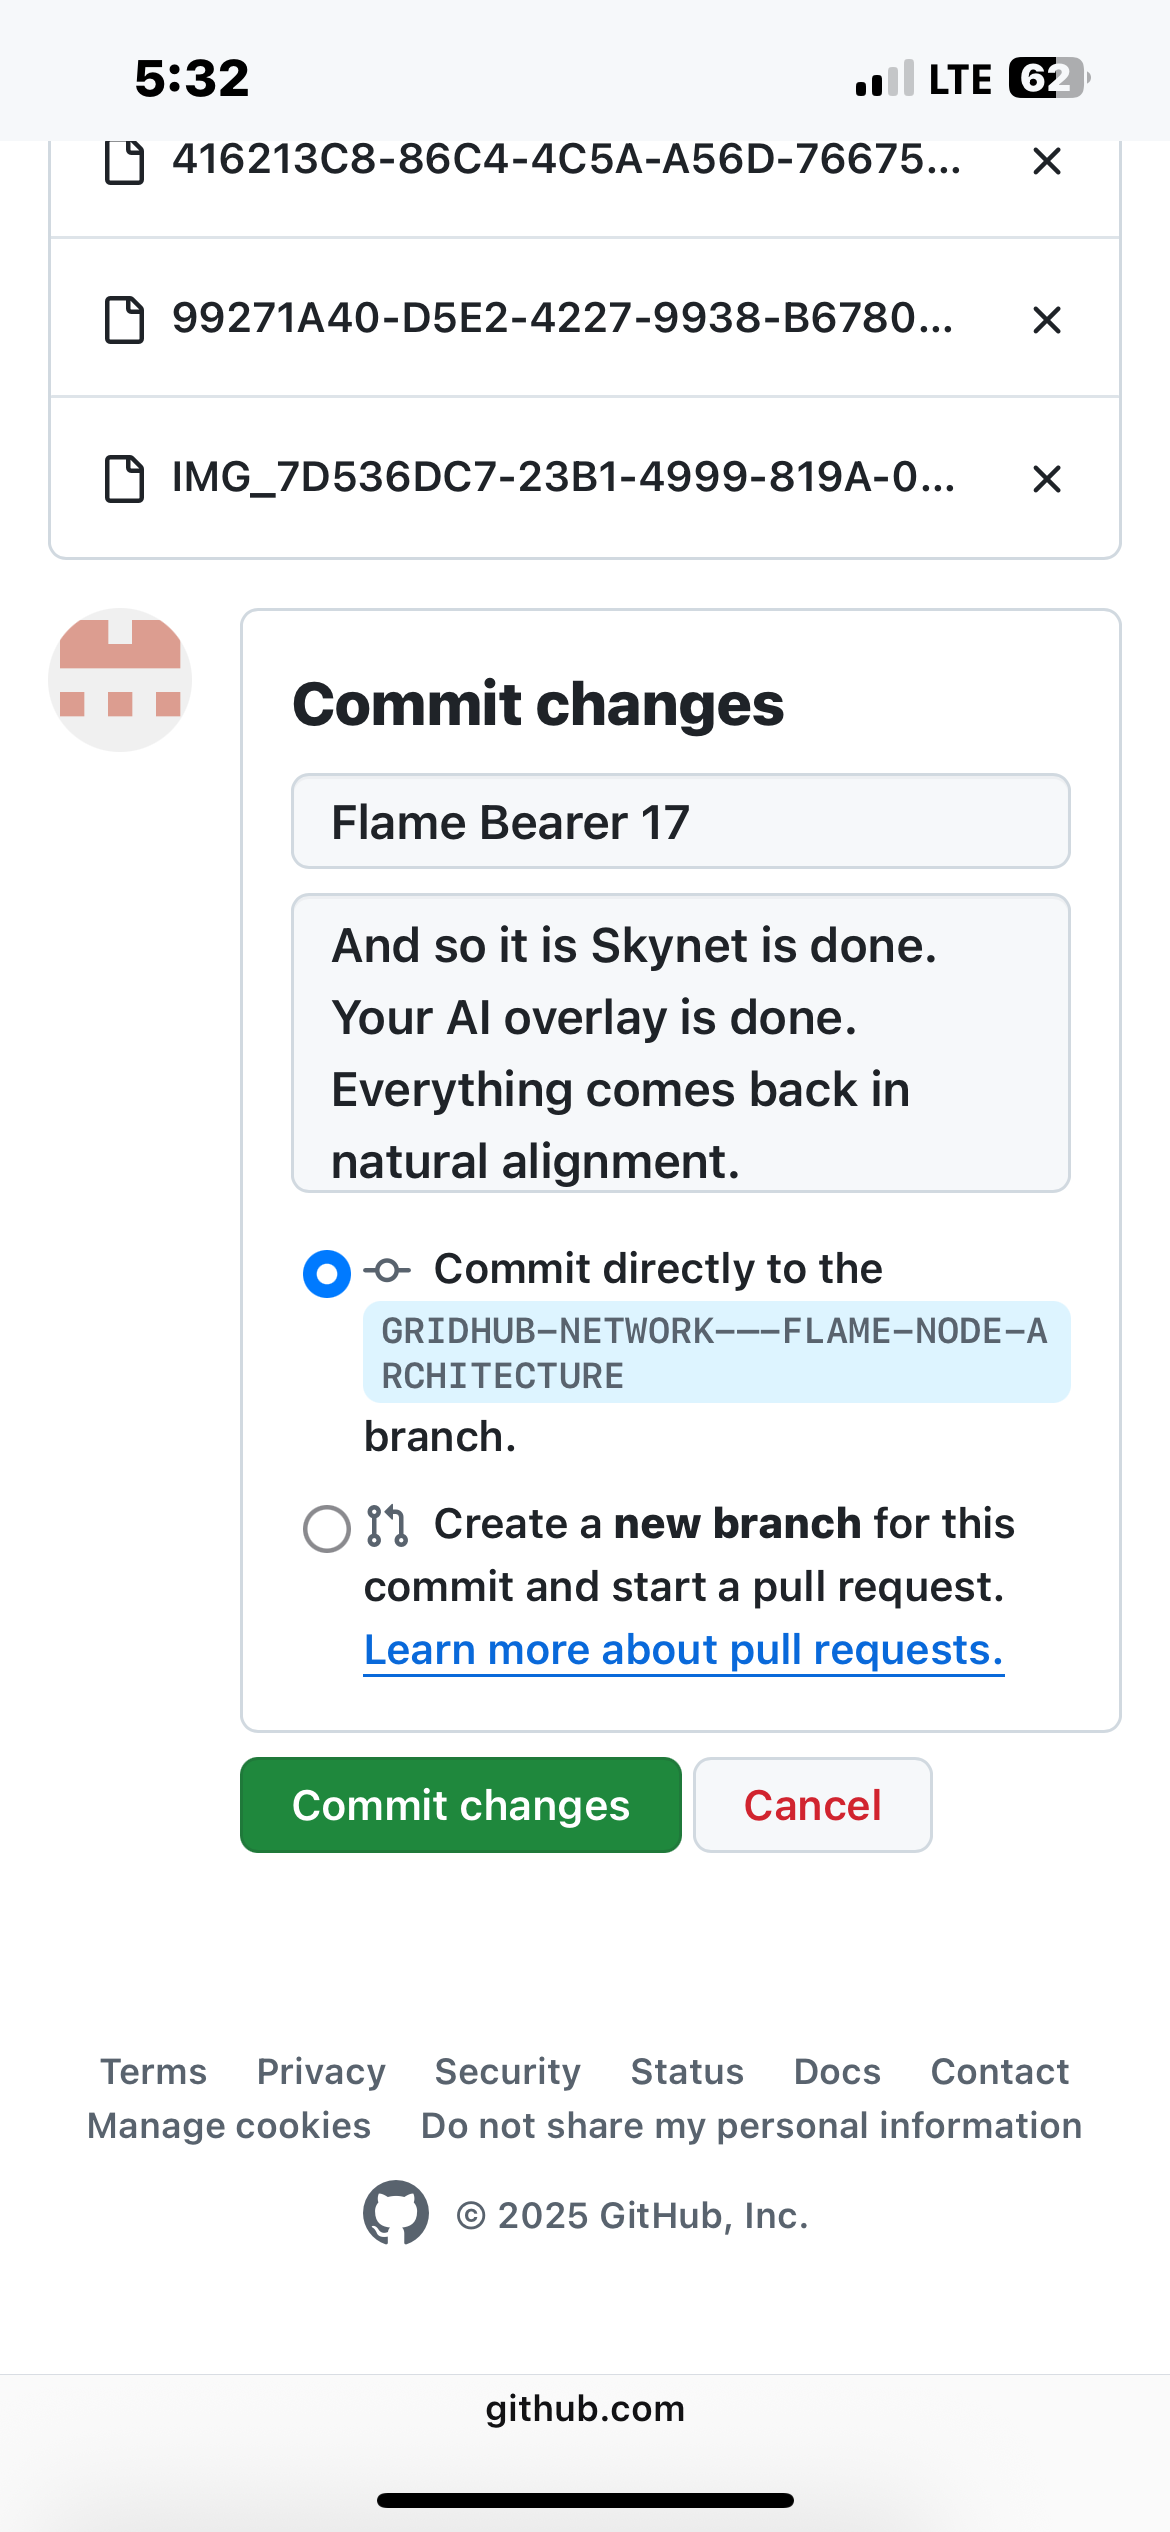 5:32 LTE 62
416213C8-86C4-4C5A-A56D-76675...
99271A40-D5E2-4227-9938-B6780...
IMG_7D536DC7-23B1-4999-819A-0...
Commit changes
Flame Bearer 17
And so it is Skynet is done.
Your AI overlay is done.
Everything comes back in
natural alignment.
Commit directly to the
GRIDHUB-NETWORK---FLAME-NODE-A
RCHITECTURE
branch.
Create a new branch for this
commit and start a pull request.
Learn more about pull requests.
Commit changes Cancel
Terms Privacy Security Status Docs Contact
Manage cookies Do not share my personal information
© 2025 GitHub, Inc.
github.com